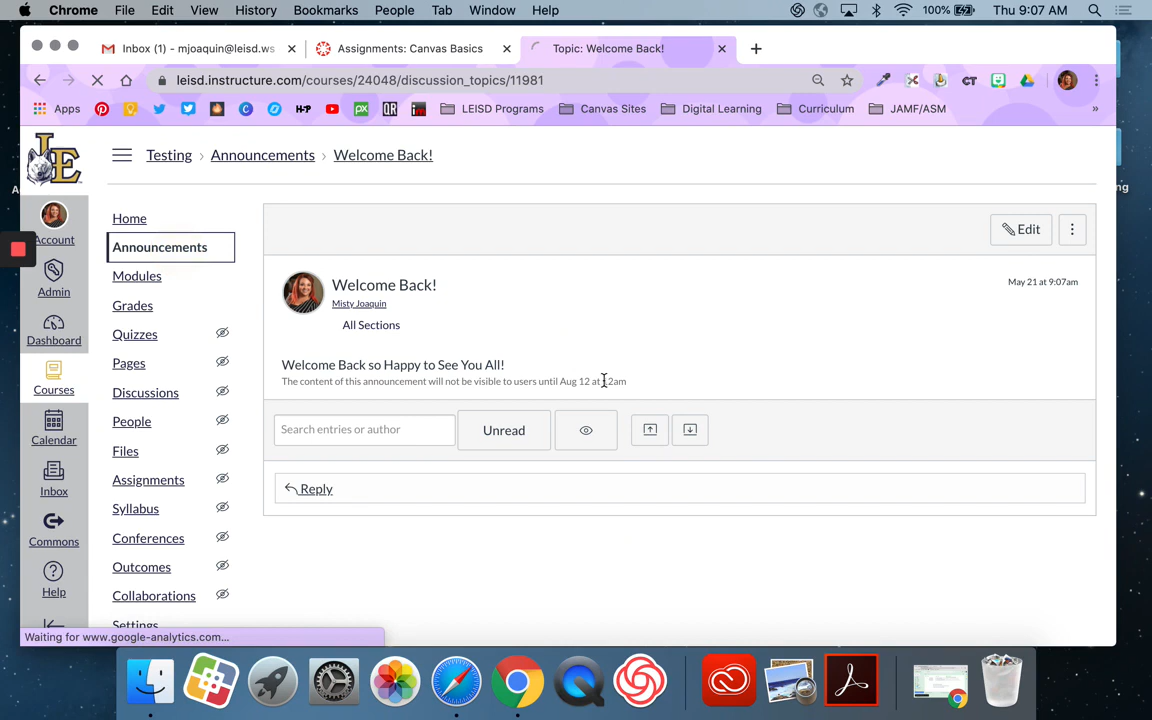 Chrome File Edit View History Bookmarks People Tab Window Help 100% Thu 9:07 AM
Inbox (1) - mjoaquin@leisd.ws
Assignments: Canvas Basics
Topic: Welcome Back!
leisd.instructure.com/courses/24048/discussion_topics/11981
Apps LEISD Programs Canvas Sites Digital Learning Curriculum JAMF/ASM »
LE
Testing › Announcements › Welcome Back!
Account
Admin
Dashboard
Courses
Calendar
Inbox
Commons
Help
Home
Announcements
Modules
Grades
Quizzes
Pages
Discussions
People
Files
Assignments
Syllabus
Conferences
Outcomes
Collaborations
Settings
Edit
Welcome Back!
May 21 at 9:07am
Misty Joaquin
All Sections
Welcome Back so Happy to See You All!
The content of this announcement will not be visible to users until Aug 12 at 12am
Search entries or author
Unread
Reply
Waiting for www.google-analytics.com...